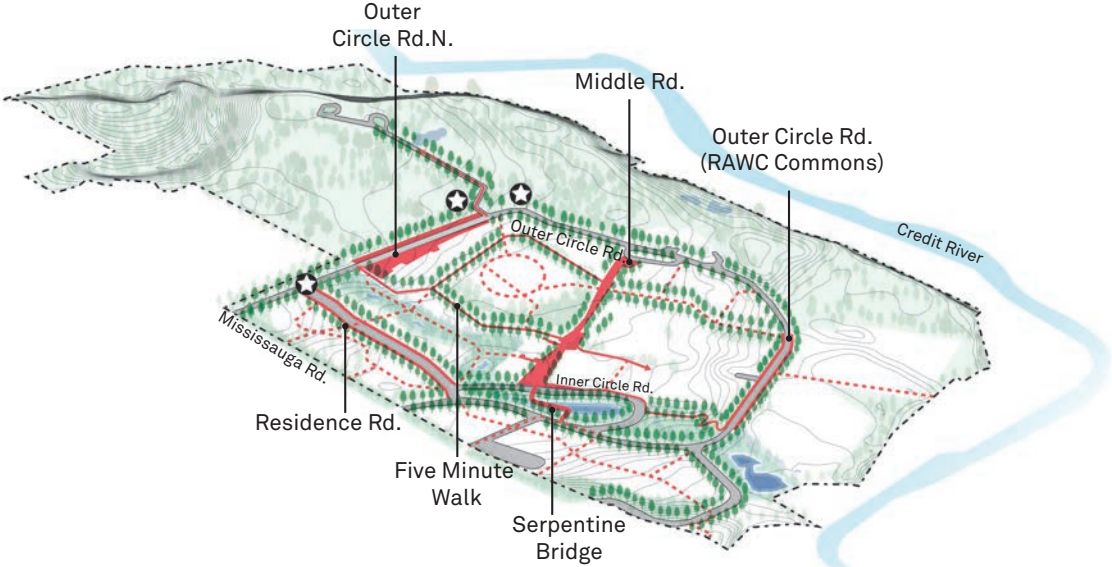 Outer
Circle Rd.N.
Middle Rd.
Outer Circle Rd.
(RAWC Commons)
Credit River
Outer Circle Rd.
Mississauga Rd.
Inner Circle Rd.
Residence Rd.
Five Minute
Walk
Serpentine
Bridge